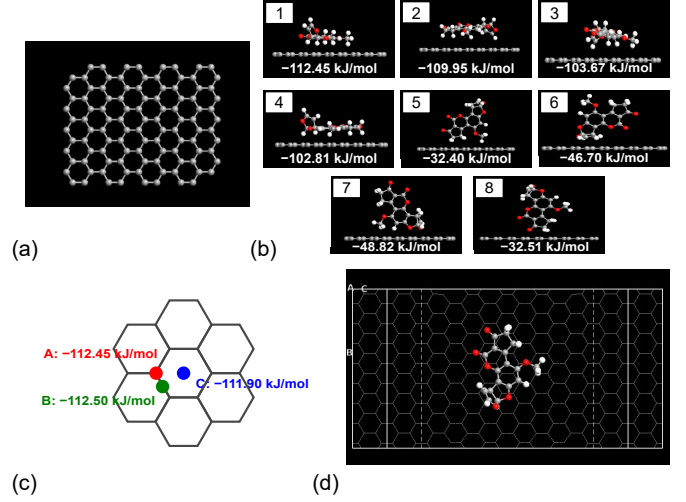 (a)
1
−112.45 kJ/mol
2
−109.95 kJ/mol
3
−103.67 kJ/mol
4
−102.81 kJ/mol
5
−32.40 kJ/mol
6
−46.70 kJ/mol
7
−48.82 kJ/mol
8
−32.51 kJ/mol
(b)
A: −112.45 kJ/mol
C: −111.90 kJ/mol
B: −112.50 kJ/mol
(c)
A C
B
(d)